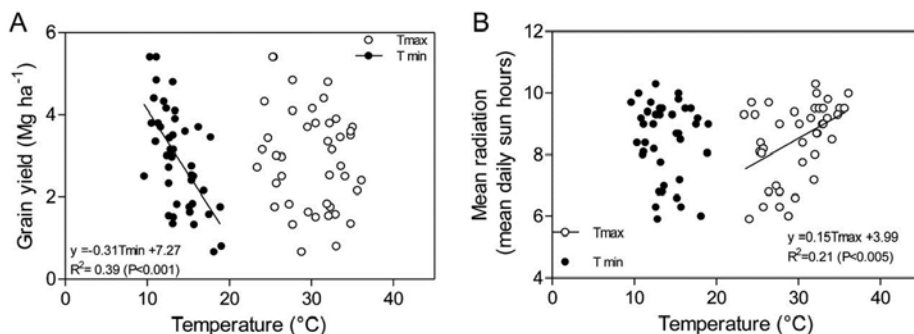 A
B
Grain yield (Mg ha⁻¹)
6
4
2
0
Tmax
T min
y =-0.31Tmin +7.27
R²= 0.39 (P<0.001)
0 10 20 30 40
Temperature (°C)
Mean radiation
(mean daily sun hours)
12
10
8
6
4
Tmax
T min
y =0.15Tmax +3.99
R²=0.21 (P<0.005)
0 10 20 30 40
Temperature (°C)